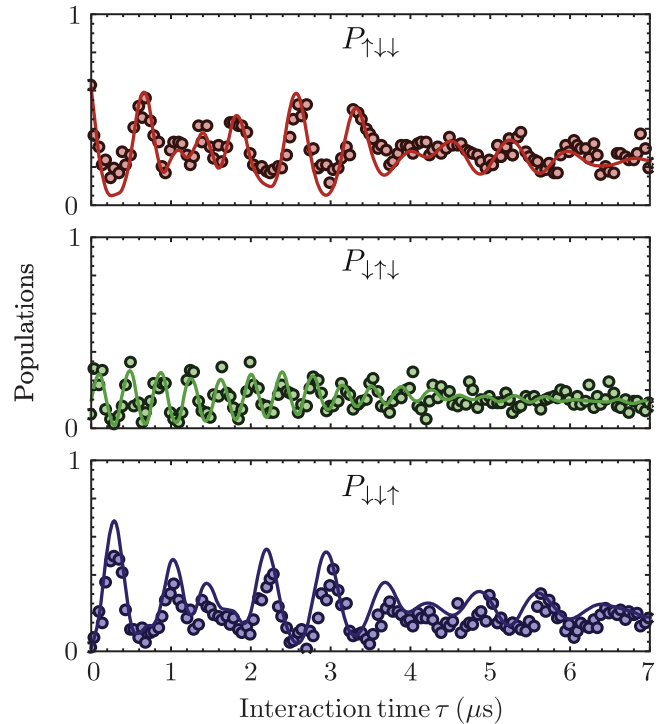 1
P↑↓↓
0
1
P↓↑↓
Populations
0
1
P↓↓↑
0
0 1 2 3 4 5 6 7
Interaction time τ (μs)